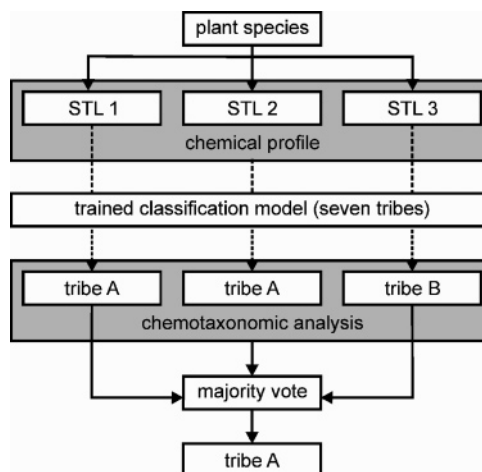 plant species
STL 1 STL 2 STL 3
chemical profile
trained classification model (seven tribes)
tribe A tribe A tribe B
chemotaxonomic analysis
majority vote
tribe A